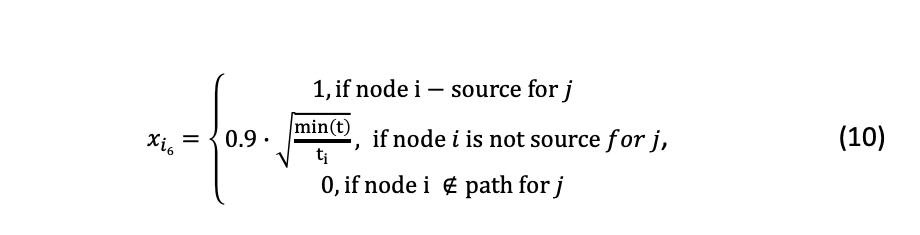 1, if node i − source for j
x_{i_6} = { 0.9 · √(min(t)/t_i), if node i is not source for j, (10)
0, if node i ∉ path for j